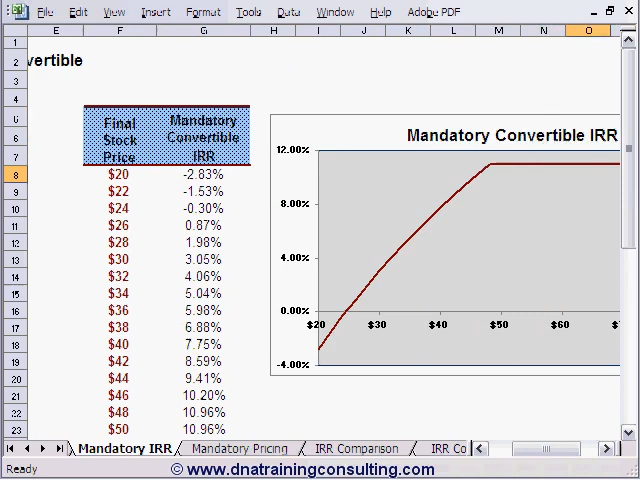 File Edit View Insert Format Tools Data Window Help Adobe PDF
E F G H I J K L M N O
1
2 vertible
3
4
5 Final Mandatory
6 Stock Convertible
7 Price IRR
8 $20 -2.83%
9 $22 -1.53%
10 $24 -0.30%
11 $26 0.87%
12 $28 1.98%
13 $30 3.05%
14 $32 4.06%
15 $34 5.04%
16 $36 5.98%
17 $38 6.88%
18 $40 7.75%
19 $42 8.59%
20 $44 9.41%
21 $46 10.20%
22 $48 10.96%
23 $50 10.96%
Mandatory Convertible IRR
12.00%
8.00%
4.00%
0.00%
$20 $30 $40 $50 $60
-4.00%
Mandatory IRR Mandatory Pricing IRR Comparison IRR Co
Ready
© www.dnatrainingconsulting.com